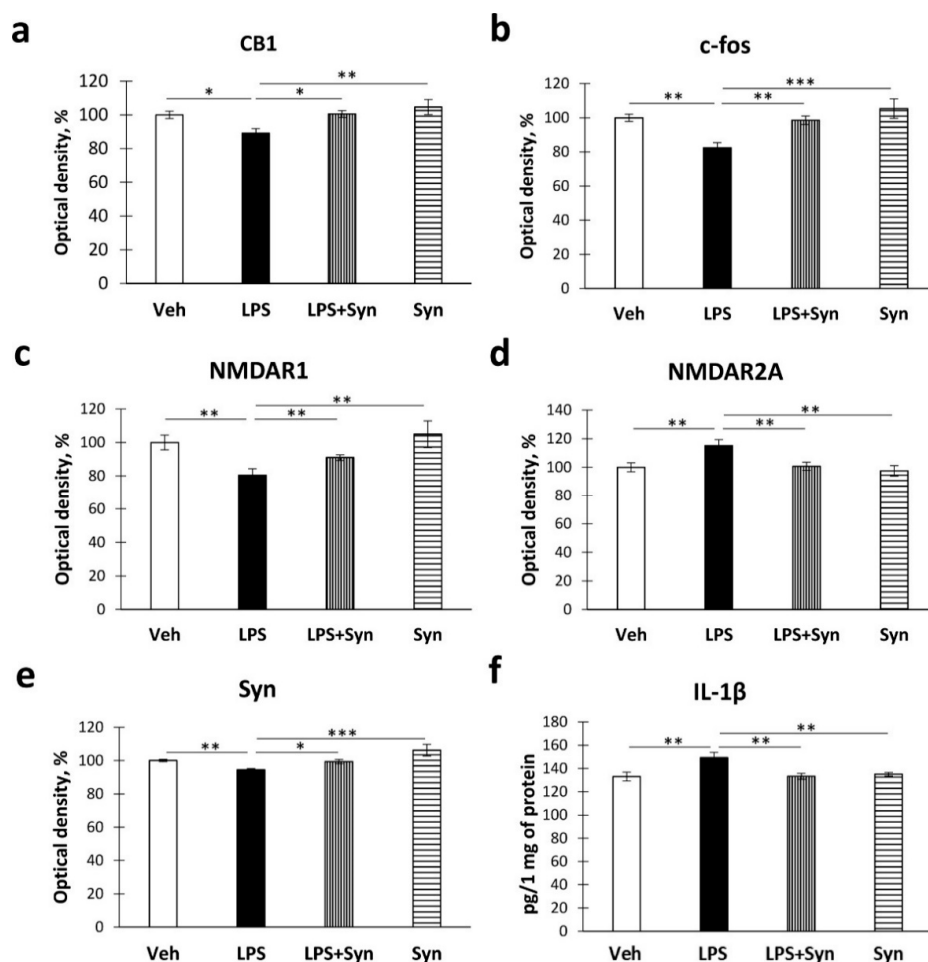 a
CB1
Optical density, %
120
100
80
60
40
20
0
*
*
**
Veh LPS LPS+Syn Syn
b
c-fos
Optical density, %
120
100
80
60
40
20
0
**
**
***
Veh LPS LPS+Syn Syn
c
NMDAR1
Optical density, %
120
100
80
60
40
20
0
**
**
**
Veh LPS LPS+Syn Syn
d
NMDAR2A
Optical density, %
140
120
100
80
60
40
20
0
**
**
**
Veh LPS LPS+Syn Syn
e
Syn
Optical density, %
120
100
80
60
40
20
0
**
*
***
Veh LPS LPS+Syn Syn
f
IL-1β
pg/1 mg of protein
180
160
140
120
100
80
60
40
20
0
**
**
**
Veh LPS LPS+Syn Syn